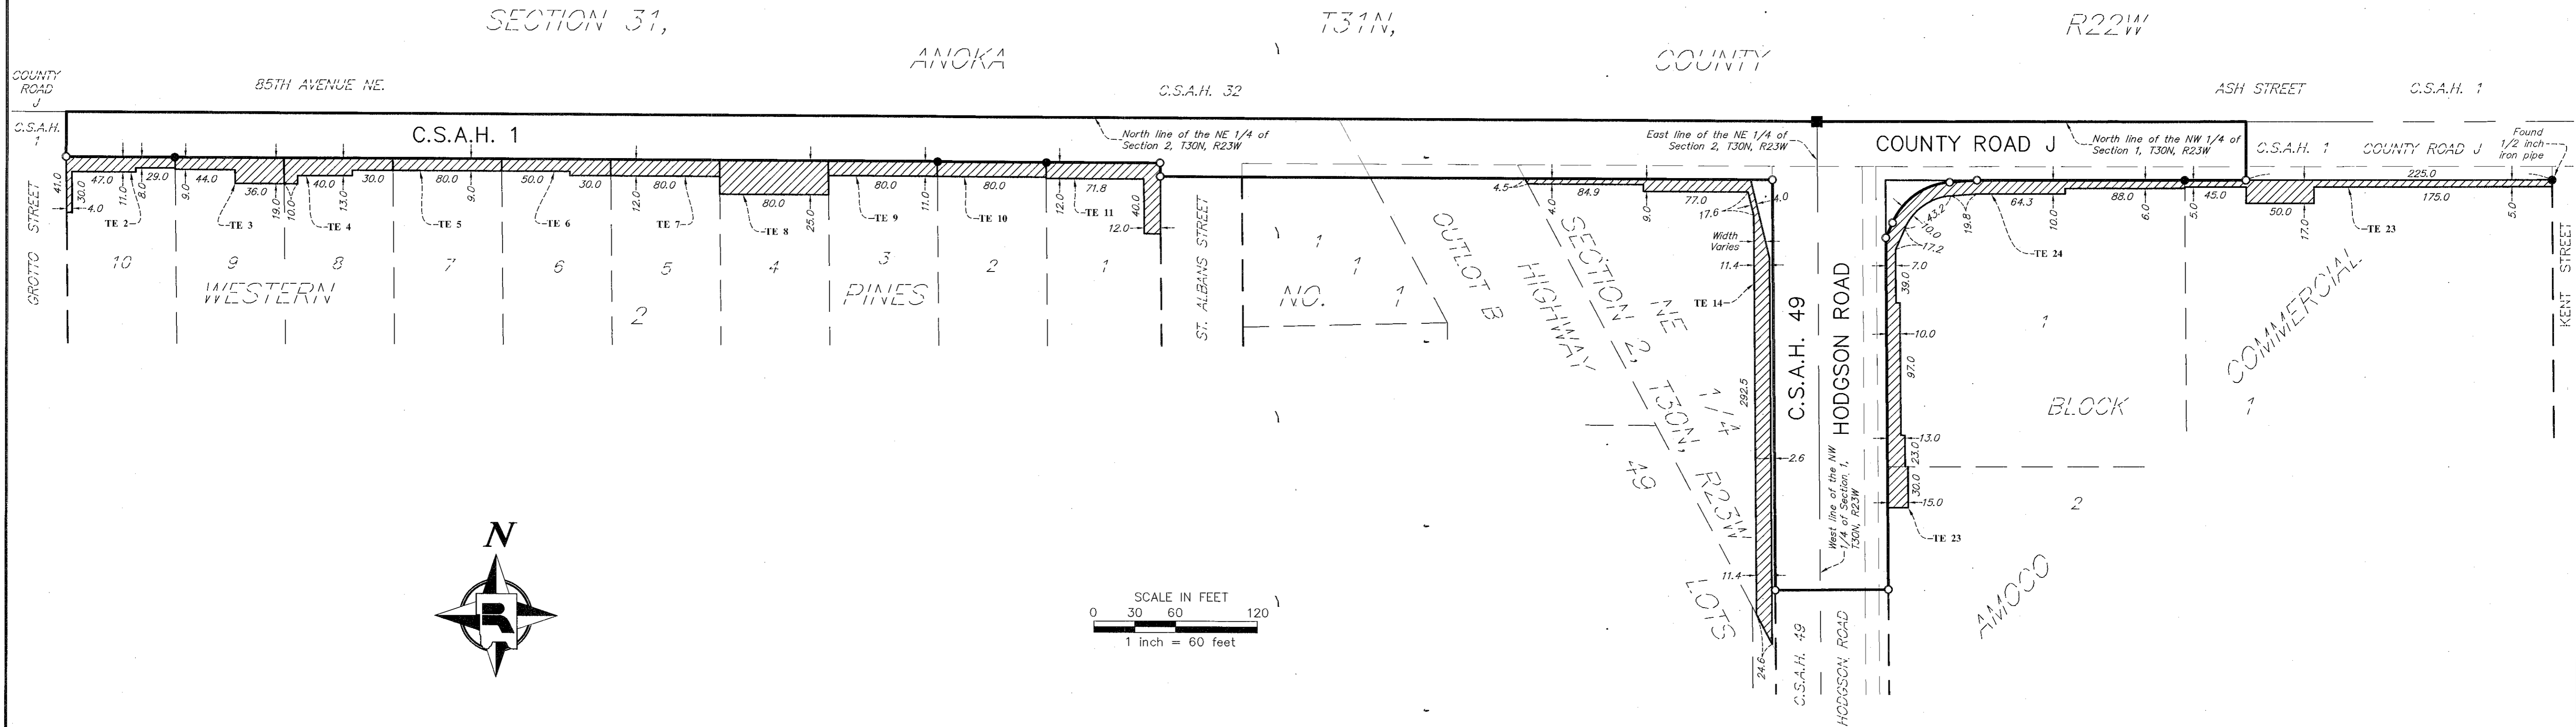 SECTION 31,
T31N,
R22W
ANOKA
COUNTY
COUNTY
ROAD
J
85TH AVENUE NE.
C.S.A.H. 32
ASH STREET
C.S.A.H. 1
C.S.A.H.
1
C.S.A.H. 1
North line of the NE 1/4 of
Section 2, T30N, R23W
East line of the NE 1/4 of
Section 2, T30N, R23W
COUNTY ROAD J
North line of the NW 1/4 of
Section 1, T30N, R23W
C.S.A.H. 1
COUNTY ROAD J
Found
1/2 inch
iron pipe
GROTTO STREET
41.0
30.0
4.0
47.0
11.0
8.0
29.0
TE 2
9.0
44.0
36.0
TE 3
19.0
10.0
40.0
TE 4
13.0
30.0
80.0
TE 5
9.0
50.0
TE 6
30.0
12.0
80.0
TE 7
80.0
TE 8
25.0
80.0
TE 9
11.0
80.0
TE 10
12.0
71.8
TE 11
40.0
12.0
10
9
8
7
6
5
4
3
2
1
WESTERN
2
PINES
ST. ALBANS STREET
1
NO. 1
1
OUTLOT B
HIGHWAY
SECTION 2, T30N, R23W
NE 1/4
49
LOTS
4.5
4.0
84.9
9.0
77.0
17.6
4.0
Width
Varies
11.4
TE 14
292.5
2.6
11.4
24.6
C.S.A.H. 49
HODGSON ROAD
West line of the NW
1/4 of Section 1,
T30N, R23W
C.S.A.H. 49
HODGSON ROAD
43.2
10.0
17.2
19.8
64.3
TE 24
10.0
88.0
6.0
5.0
45.0
225.0
50.0
17.0
175.0
5.0
TE 23
7.0
39.0
10.0
97.0
13.0
23.0
30.0
15.0
TE 23
1
BLOCK
1
2
AMOCO
COMMERCIAL
KENT STREET
N
R
SCALE IN FEET
0 30 60 120
1 inch = 60 feet